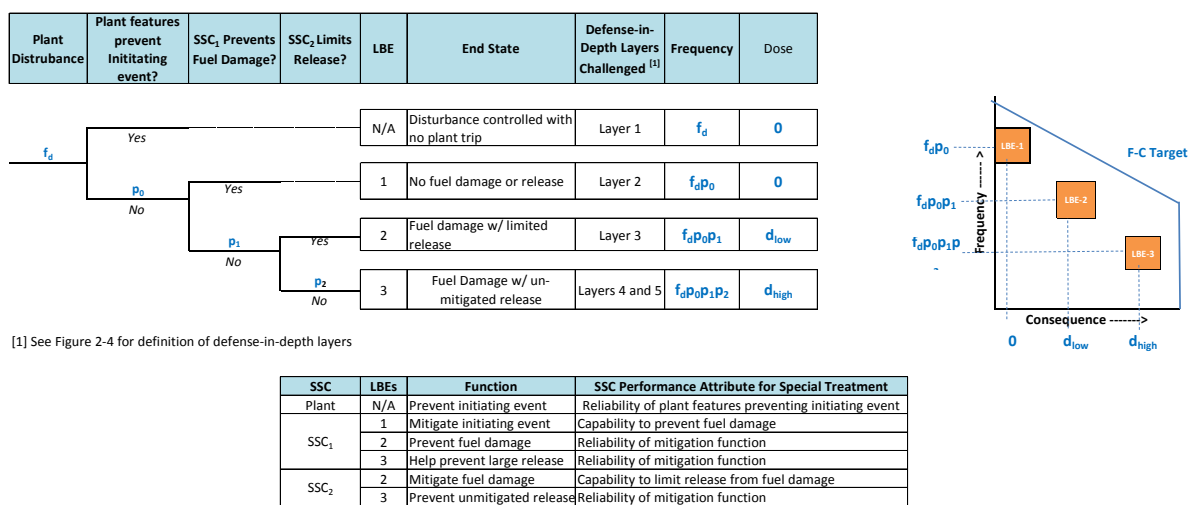 Plant Distrubance
Plant features prevent Inititating event?
SSC1 Prevents Fuel Damage?
SSC2 Limits Release?
LBE
End State
Defense-in-Depth Layers Challenged [1]
Frequency
Dose
fd
Yes
N/A
Disturbance controlled with no plant trip
Layer 1
fd
0
p0
No
Yes
1
No fuel damage or release
Layer 2
fdp0
0
p1
No
Yes
2
Fuel damage w/ limited release
Layer 3
fdp0p1
dlow
p2
No
3
Fuel Damage w/ un-mitigated release
Layers 4 and 5
fdp0p1p2
dhigh
[1] See Figure 2-4 for definition of defense-in-depth layers
fdp0
fdp0p1
fdp0p1p
Frequency ----->
LBE-1
LBE-2
LBE-3
F-C Target
Consequence ------->
0
dlow
dhigh
SSC LBEs Function SSC Performance Attribute for Special Treatment
Plant N/A Prevent initiating event Reliability of plant features preventing initiating event
SSC1
1 Mitigate initiating event Capability to prevent fuel damage
2 Prevent fuel damage Reliability of mitigation function
3 Help prevent large release Reliability of mitigation function
SSC2
2 Mitigate fuel damage Capability to limit release from fuel damage
3 Prevent unmitigated release Reliability of mitigation function